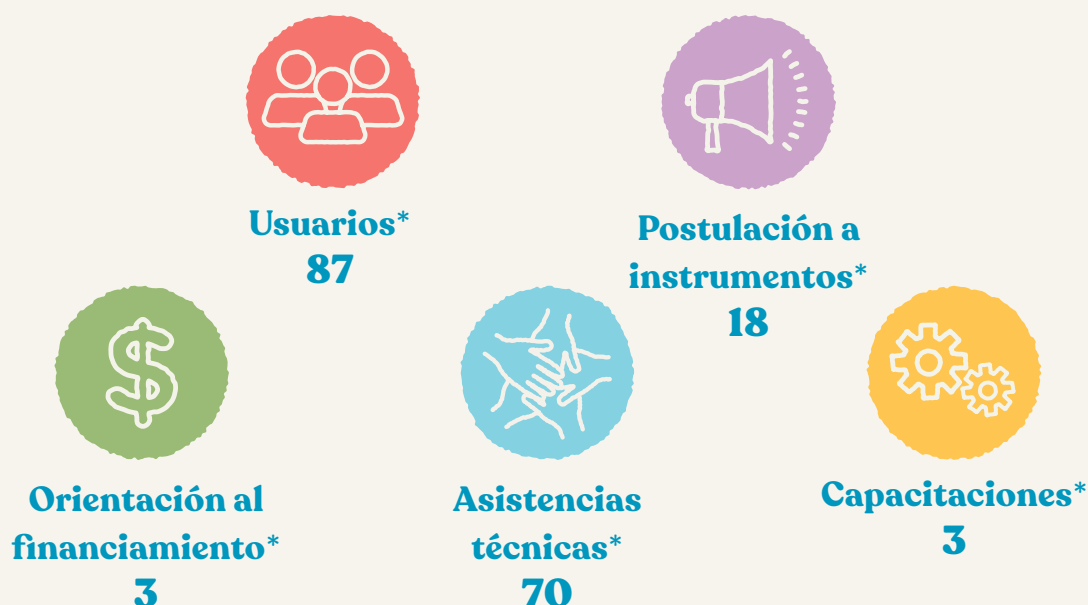 Usuarios*
87
Postulación a
instrumentos*
18
Orientación al
financiamiento*
3
Asistencias
técnicas*
70
Capacitaciones*
3